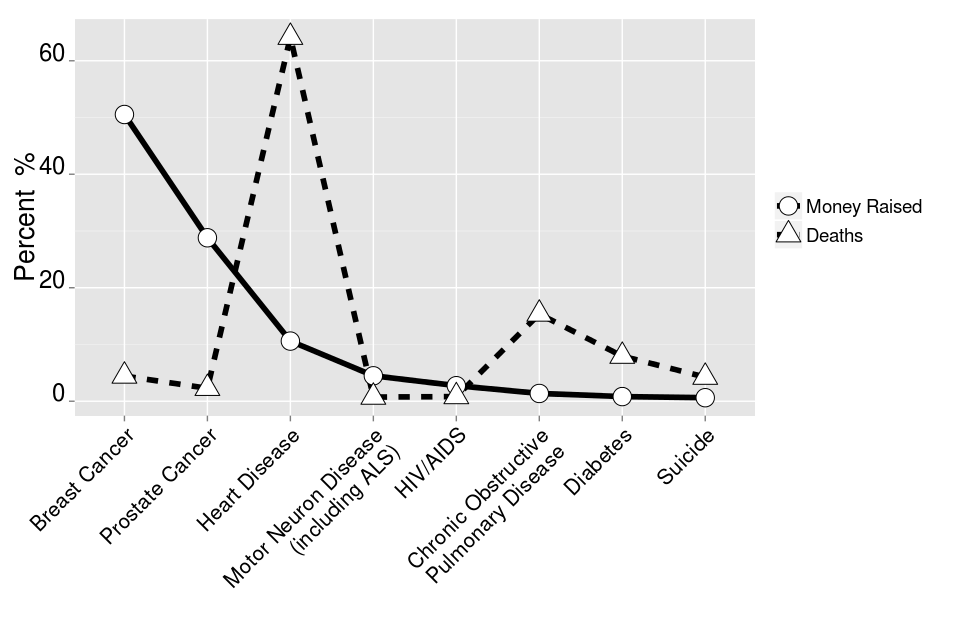 60
40
20
0
Percent %
Breast Cancer
Prostate Cancer
Heart Disease
Motor Neuron Disease
(including ALS)
HIV/AIDS
Chronic Obstructive
Pulmonary Disease
Diabetes
Suicide
Money Raised
Deaths